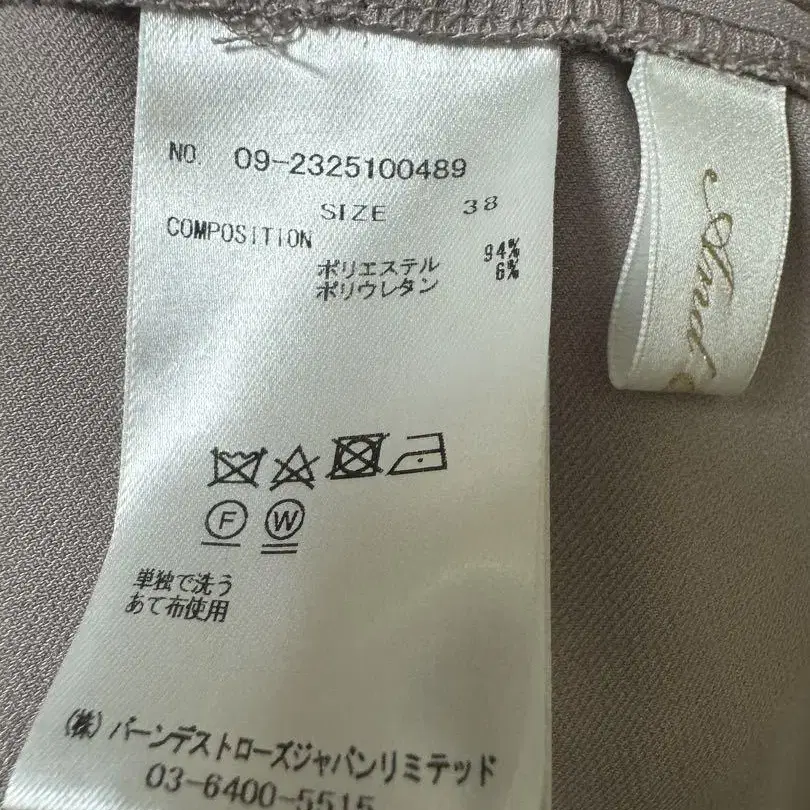 NO. 09-2325100489
SIZE 38
COMPOSITION
ポリエステル 94%
ポリウレタン 6%
F W
単独で洗う
あて布使用
(株)バーンデストローズジャパンリミテッド
03-6400-5515
And